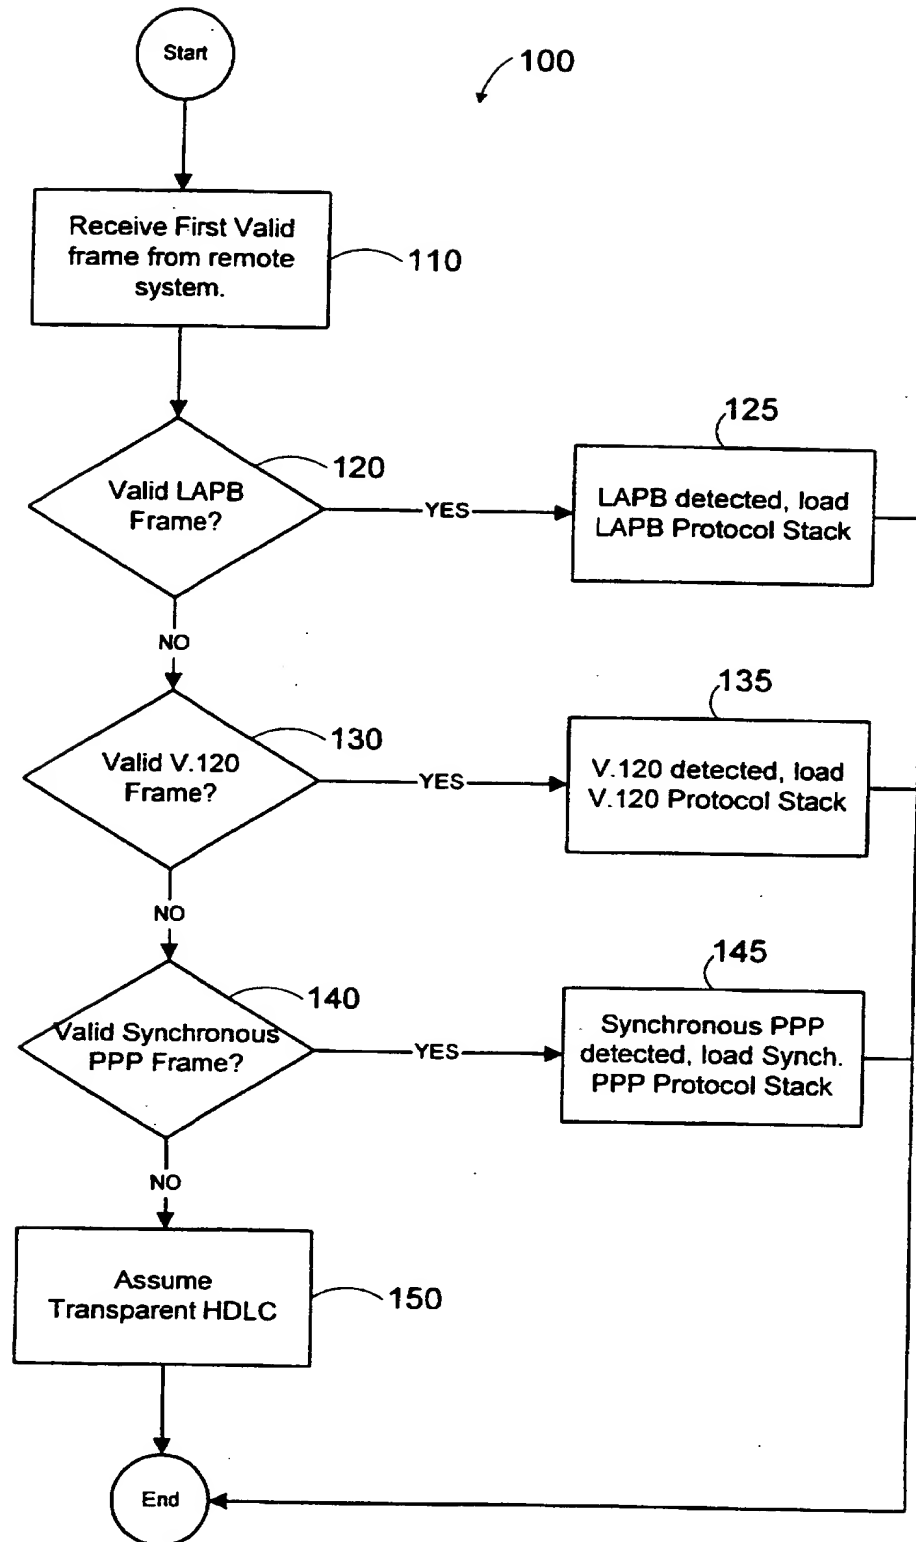 Start
100
Receive First Valid
frame from remote
system.
110
Valid LAPB
Frame?
120
YES
125
LAPB detected, load
LAPB Protocol Stack
NO
Valid V.120
Frame?
130
YES
135
V.120 detected, load
V.120 Protocol Stack
NO
Valid Synchronous
PPP Frame?
140
YES
145
Synchronous PPP
detected, load Synch.
PPP Protocol Stack
NO
Assume
Transparent HDLC
150
End